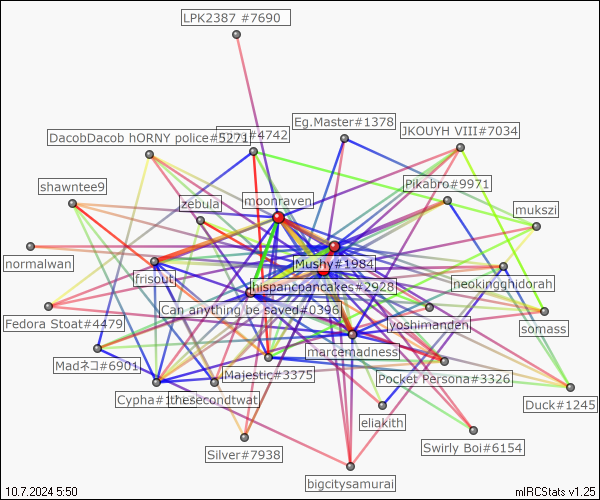 LPK2387 #7690
Eg.Master#1378
JKOUYH VIII#7034
DacobDacob hORNY police#5271
#4742
Pikabro#9971
shawntee9
zebula
moonraven
mukszi
normalwan
frisout
Mushy#1984
neokingghidorah
hispancpancakes#2928
Can anything be saved#0396
Fedora Stoat#4479
yoshimanden
somass
marcemadness
Madネコ#6901
Majestic#3375
Pocket Persona#3326
Cypha#1
thesecondtwat
Duck#1245
eliakith
Swirly Boi#6154
Silver#7938
bigcitysamurai
10.7.2024 5:50
mIRCStats v1.25